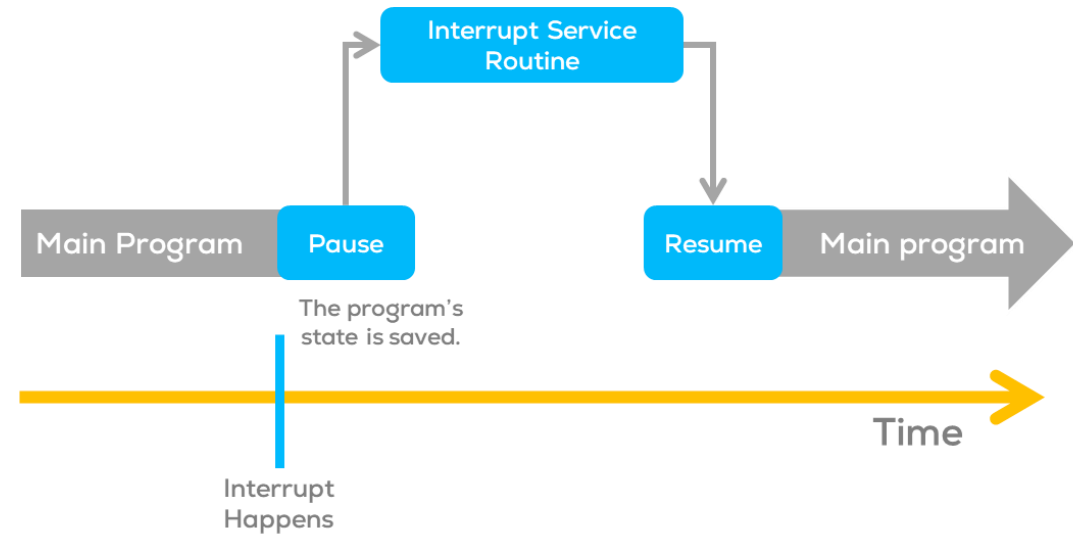 Interrupt Service
Routine
Main Program
Pause
Resume
Main program
The program's
state is saved.
Time
Interrupt
Happens